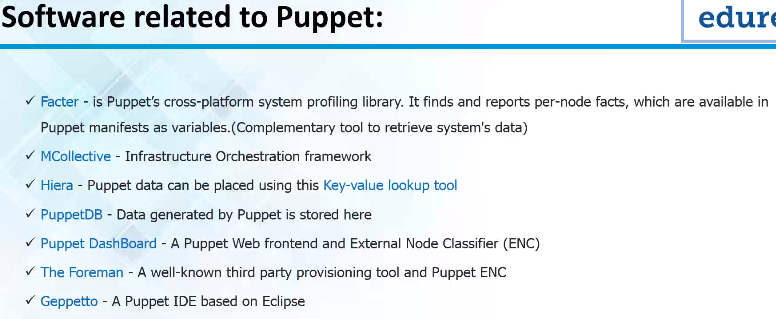 Software related to Puppet:
edure
✓ Facter - is Puppet's cross-platform system profiling library. It finds and reports per-node facts, which are available in
Puppet manifests as variables.(Complementary tool to retrieve system's data)
✓ MCollective - Infrastructure Orchestration framework
✓ Hiera - Puppet data can be placed using this Key-value lookup tool
✓ PuppetDB - Data generated by Puppet is stored here
✓ Puppet DashBoard - A Puppet Web frontend and External Node Classifier (ENC)
✓ The Foreman - A well-known third party provisioning tool and Puppet ENC
✓ Geppetto - A Puppet IDE based on Eclipse